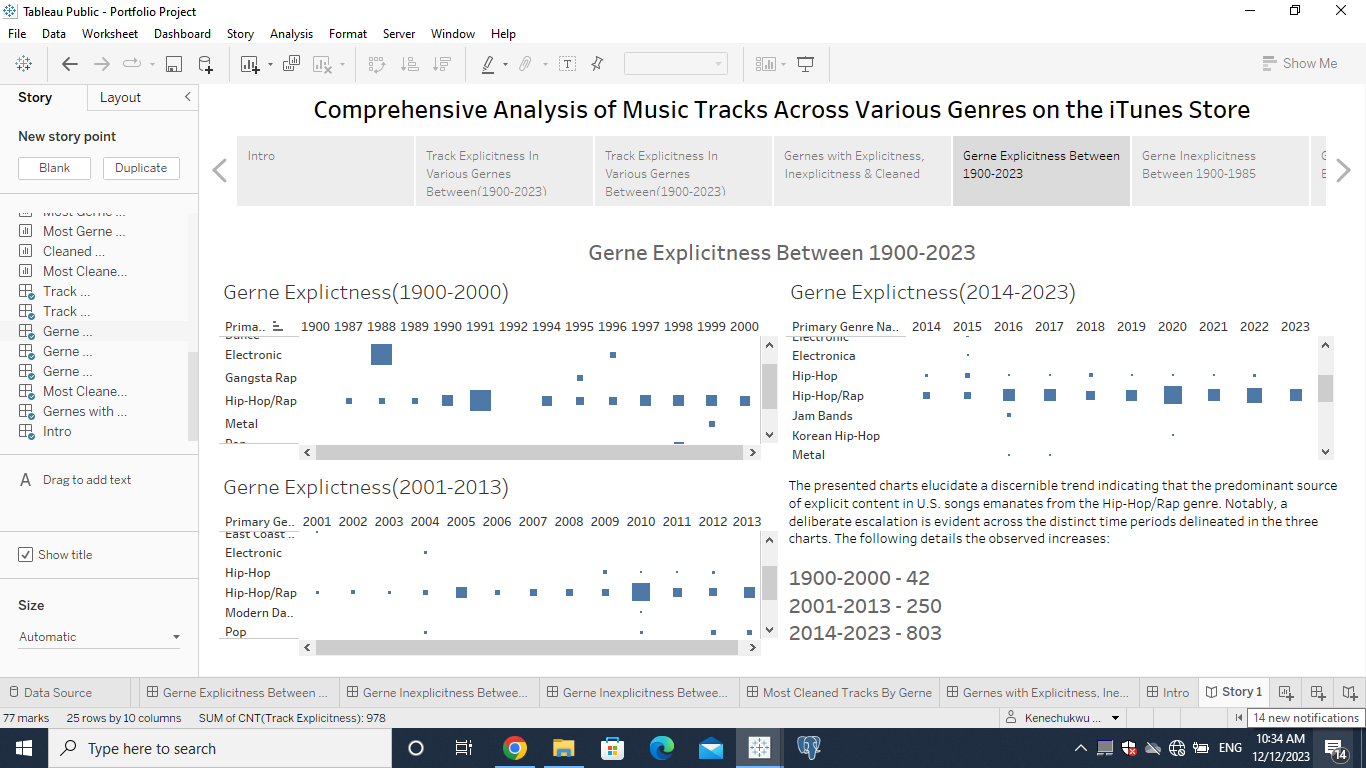 Tableau Public - Portfolio Project
File Data Worksheet Dashboard Story Analysis Format Server Window Help
Show Me
Story Layout
New story point
Blank Duplicate
Most Gerne ...
Most Gerne ...
Cleaned ...
Most Cleane...
Track ...
Track ...
Gerne ...
Gerne ...
Gerne ...
Most Cleane...
Gernes with ...
Intro
Drag to add text
Show title
Size
Automatic
Comprehensive Analysis of Music Tracks Across Various Genres on the iTunes Store
Intro
Track Explicitness In
Various Gernes
Between(1900-2023)
Track Explicitness In
Various Gernes
Between(1900-2023)
Gernes with Explicitness,
Inexplicitness & Cleaned
Gerne Explicitness Between
1900-2023
Gerne Inexplicitness
Between 1900-1985
Gerne Explicitness Between 1900-2023
Gerne Explictness(1900-2000)
Prima.. 1900 1987 1988 1989 1990 1991 1992 1994 1995 1996 1997 1998 1999 2000
Dance
Electronic
Gangsta Rap
Hip-Hop/Rap
Metal
Pop
Gerne Explictness(2014-2023)
Primary Genre Na.. 2014 2015 2016 2017 2018 2019 2020 2021 2022 2023
Electronic
Electronica
Hip-Hop
Hip-Hop/Rap
Jam Bands
Korean Hip-Hop
Metal
Gerne Explictness(2001-2013)
Primary Ge.. 2001 2002 2003 2004 2005 2006 2007 2008 2009 2010 2011 2012 2013
East Coast ..
Electronic
Hip-Hop
Hip-Hop/Rap
Modern Da..
Pop
The presented charts elucidate a discernible trend indicating that the predominant source
of explicit content in U.S. songs emanates from the Hip-Hop/Rap genre. Notably, a
deliberate escalation is evident across the distinct time periods delineated in the three
charts. The following details the observed increases:
1900-2000 - 42
2001-2013 - 250
2014-2023 - 803
Data Source Gerne Explicitness Between ... Gerne Inexplicitness Betwee... Gerne Inexplicitness Betwee... Most Cleaned Tracks By Gerne Gernes with Explicitness, Ine... Intro Story 1
77 marks 25 rows by 10 columns SUM of CNT(Track Explicitness): 978 Kenechukwu ... 14 new notifications
Type here to search
ENG
10:34 AM
12/12/2023
14